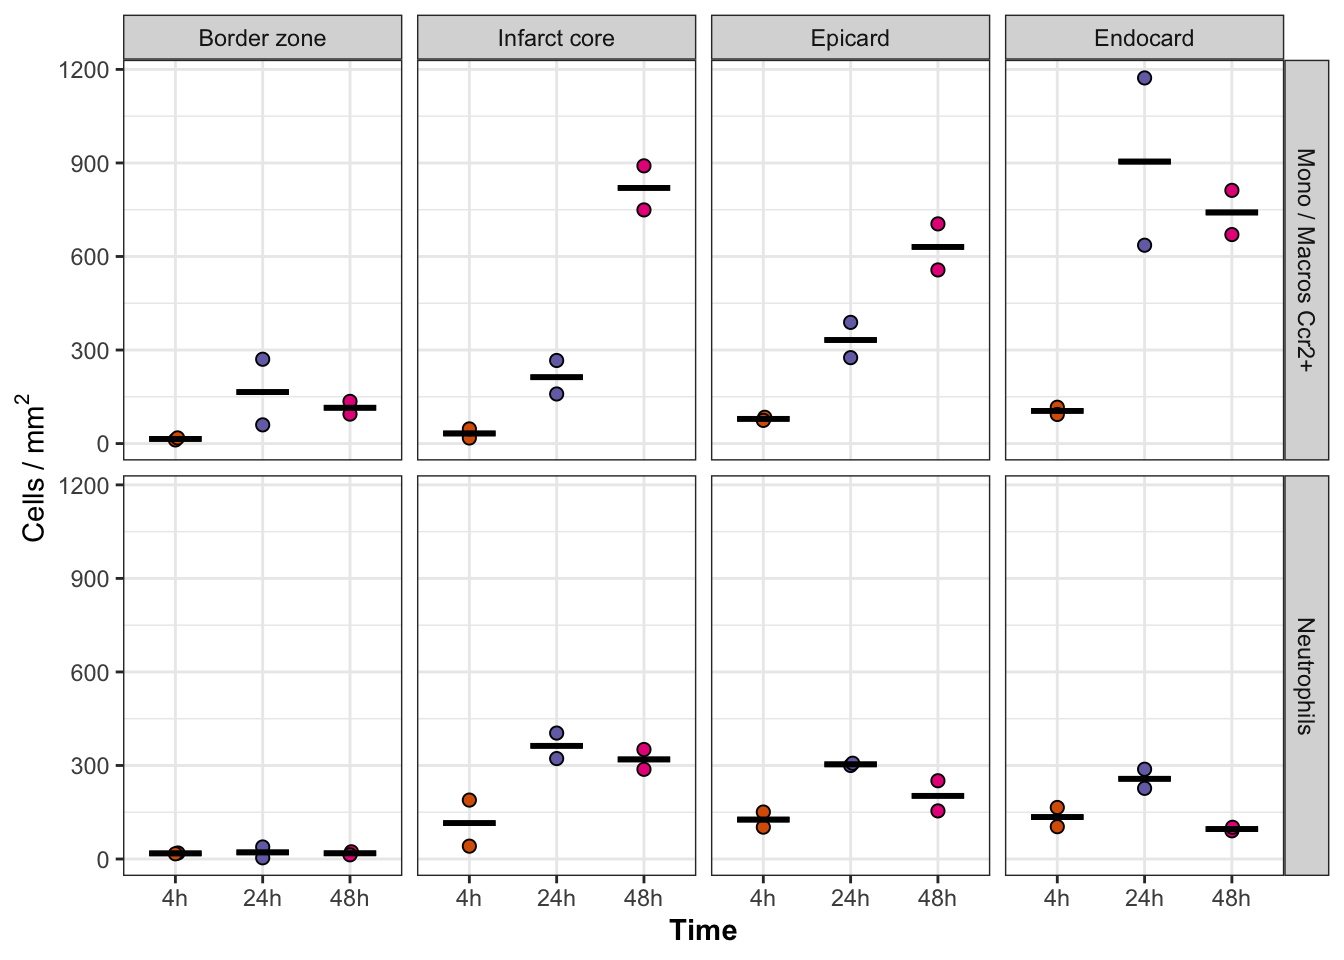 Border zone Infarct core Epicard Endocard
1200
900
600
300
0
Mono / Macros Ccr2+
Cells / mm²
1200
900
600
300
0
Neutrophils
4h 24h 48h 4h 24h 48h 4h 24h 48h 4h 24h 48h
Time